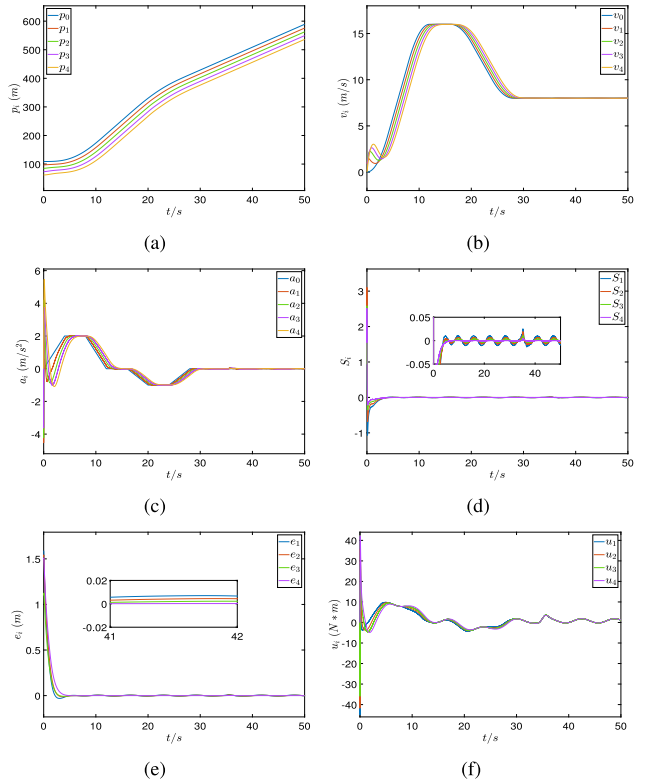 600
500
400
300
200
100
p_i (m)
0 10 20 30 40 50
t/s
p_0
p_1
p_2
p_3
p_4
(a)
15
10
5
0
v_i (m/s)
0 10 20 30 40 50
t/s
v_0
v_1
v_2
v_3
v_4
(b)
6
4
2
0
-2
-4
a_i (m/s^2)
0 10 20 30 40 50
t/s
a_0
a_1
a_2
a_3
a_4
(c)
3
2
1
0
-1
S_i
0 10 20 30 40 50
t/s
S_1
S_2
S_3
S_4
0.05
0
-0.05
0 20 40
(d)
1.5
1
0.5
0
e_i (m)
0 10 20 30 40 50
t/s
e_1
e_2
e_3
e_4
0.02
0
-0.02
41 42
(e)
40
30
20
10
0
-10
-20
-30
-40
u_i (N * m)
0 10 20 30 40 50
t/s
u_1
u_2
u_3
u_4
(f)